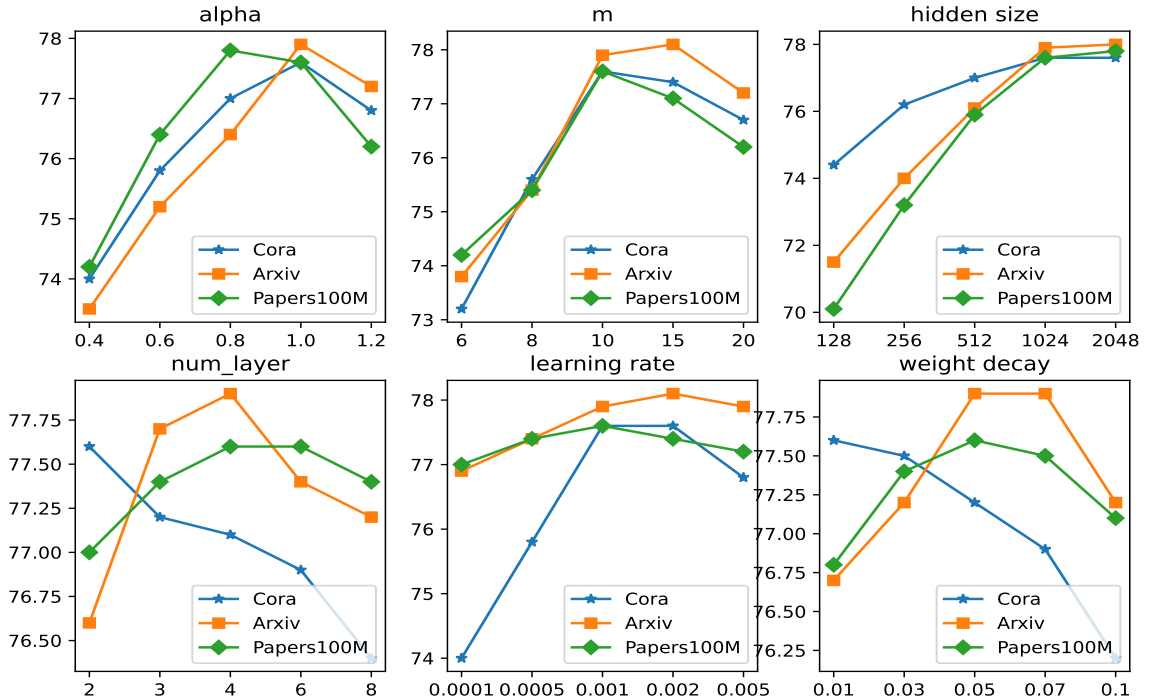 alpha
78
77
76
75
74
0.4 0.6 0.8 1.0 1.2
Cora
Arxiv
Papers100M
m
78
77
76
75
74
73
6 8 10 15 20
Cora
Arxiv
Papers100M
hidden size
78
76
74
72
70
128 256 512 1024 2048
Cora
Arxiv
Papers100M
num_layer
77.75
77.50
77.25
77.00
76.75
76.50
2 3 4 6 8
Cora
Arxiv
Papers100M
learning rate
78
77
76
75
74
0.0001 0.0005 0.001 0.002 0.005
Cora
Arxiv
Papers100M
weight decay
77.75
77.50
77.25
77.00
76.75
76.50
76.25
0.01 0.03 0.05 0.07 0.1
Cora
Arxiv
Papers100M